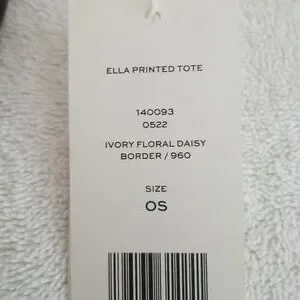 ELLA PRINTED TOTE
140093
0522
IVORY FLORAL DAISY
BORDER / 960
SIZE
OS